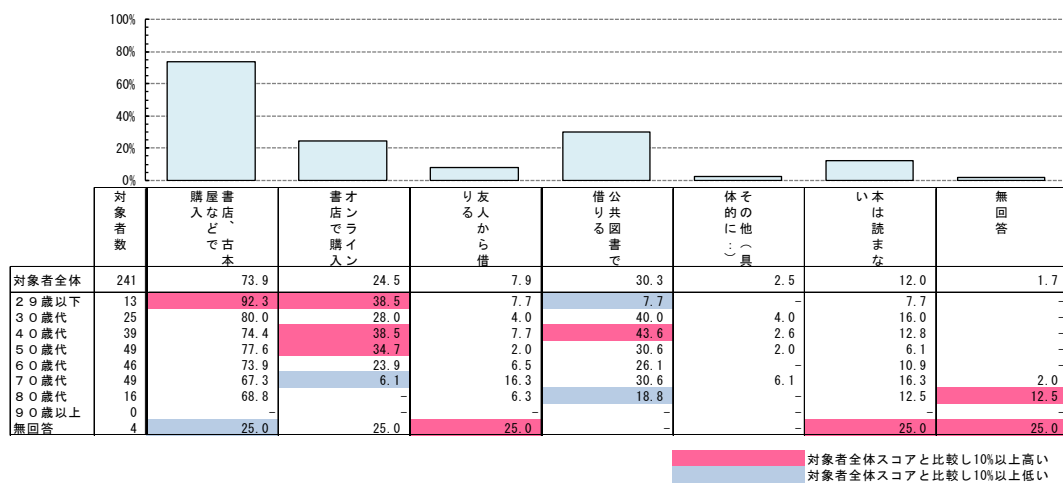 100%
80%
60%
40%
20%
0%
対象者数
書店、古本屋などで購入
オンライン書店で購入
友人から借りる
公共図書で借りる
その他（具体的に：）
本は読まない
無回答
対象者全体 241 73.9 24.5 7.9 30.3 2.5 12.0 1.7
２９歳以下 13 92.3 38.5 7.7 7.7 – 7.7 –
３０歳代 25 80.0 28.0 4.0 40.0 4.0 16.0 –
４０歳代 39 74.4 38.5 7.7 43.6 2.6 12.8 –
５０歳代 49 77.6 34.7 2.0 30.6 2.0 6.1 –
６０歳代 46 73.9 23.9 6.5 26.1 – 10.9 –
７０歳代 49 67.3 6.1 16.3 30.6 6.1 16.3 2.0
８０歳代 16 68.8 – 6.3 18.8 – 12.5 12.5
９０歳以上 0 – – – – – – –
無回答 4 25.0 25.0 25.0 – – 25.0 25.0
対象者全体スコアと比較し10%以上高い
対象者全体スコアと比較し10%以上低い